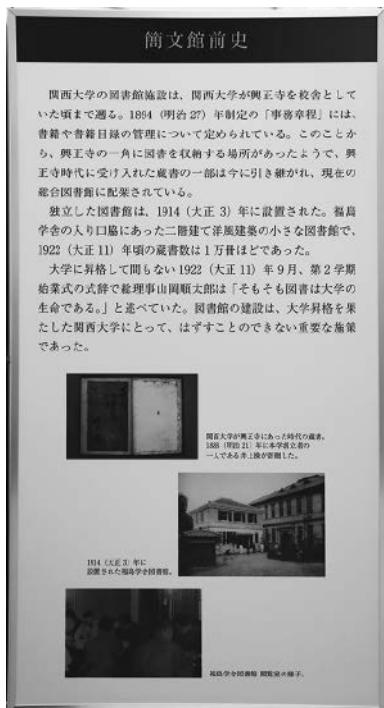 簡文館前史
関西大学の図書館施設は、関西大学が興正寺を校舎として
いた頃まで遡る。1894（明治27）年制定の「事務章程」には、
書籍や書籍目録の管理について定められている。このことか
ら、興正寺の一角に図書を収納する場所があったようで、興
正寺時代に受け入れた蔵書の一部は今に引き継がれ、現在の
総合図書館に配架されている。
独立した図書館は、1914（大正3）年に設置された。福島
学舎の入り口脇にあった二階建て洋風建築の小さな図書館で、
1922（大正11）年頃の蔵書数は1万冊ほどであった。
大学に昇格して間もない1922（大正11）年9月、第2学期
始業式の式辞で総理事山岡順太郎は「そもそも図書は大学の
生命である。」と述べていた。図書館の建設は、大学昇格を果
たした関西大学にとって、はずすことのできない重要な施策
であった。
関西大学が興正寺にあった時代の蔵書。
1888（明治21）年に本学創立者の
一人である井上操が寄贈した。
1914（大正3）年に
設置された福島学舎図書館。
福島学舎図書館 閲覧室の様子。